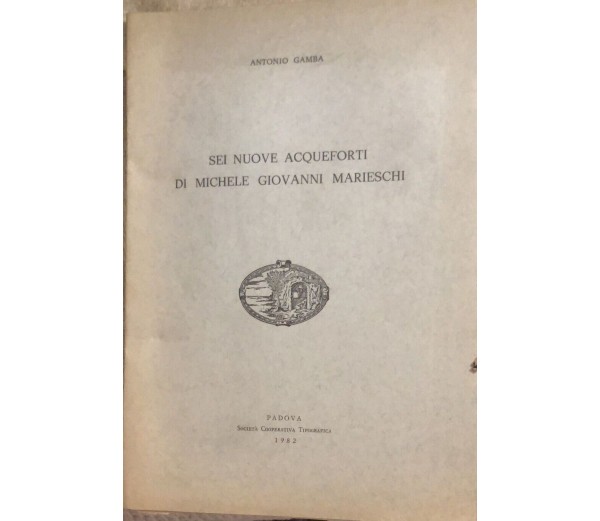 ANTONIO GAMBA
SEI NUOVE ACQUEFORTI
DI MICHELE GIOVANNI MARIESCHI
PADOVA
Società Cooperativa Tipografica
1962